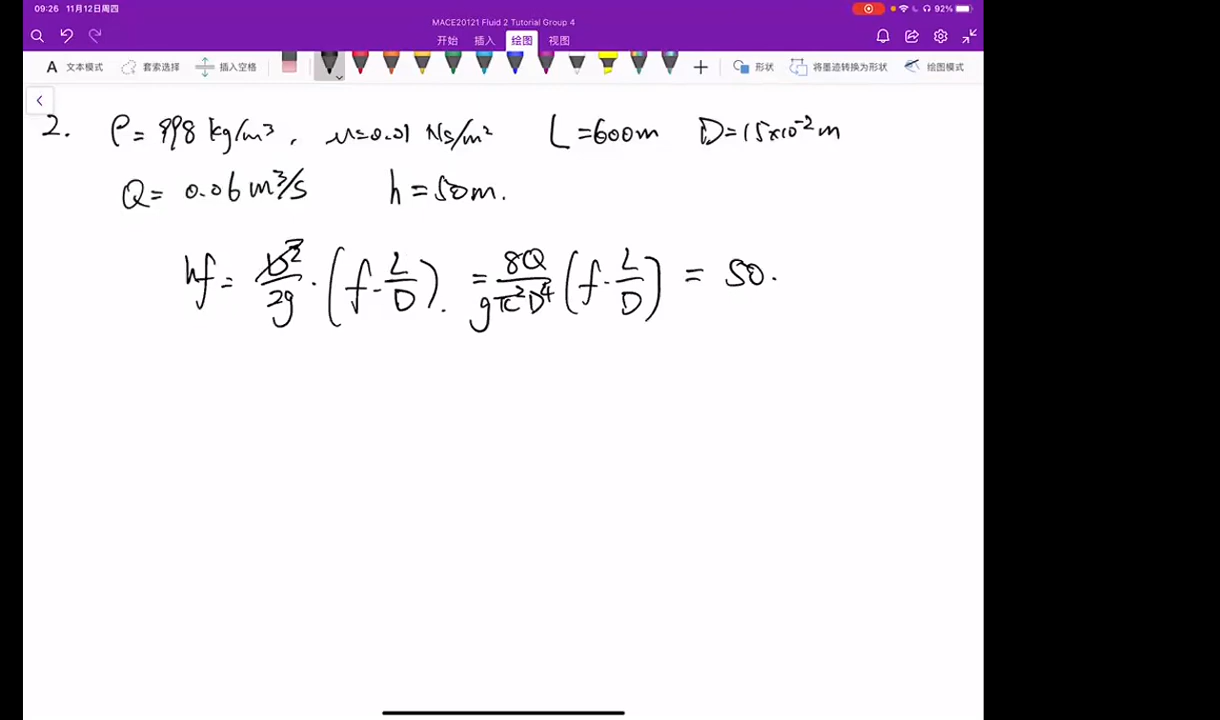 09:26 11月12日周四
92%
MACE20121 Fluid 2 Tutorial Group 4
开始 插入 绘图 视图
A 文本模式 套索选择 插入空格 形状 将墨迹转换为形状 绘图模式
2. ρ = 998 kg/m³, μ=0.01 Ns/m² L=600m D=15×10⁻²m
Q = 0.06 m³/s h = 50m.
hf = v²/2g · (f · L/D). = 8Q/gπ²D⁴ (f · L/D) = 50.